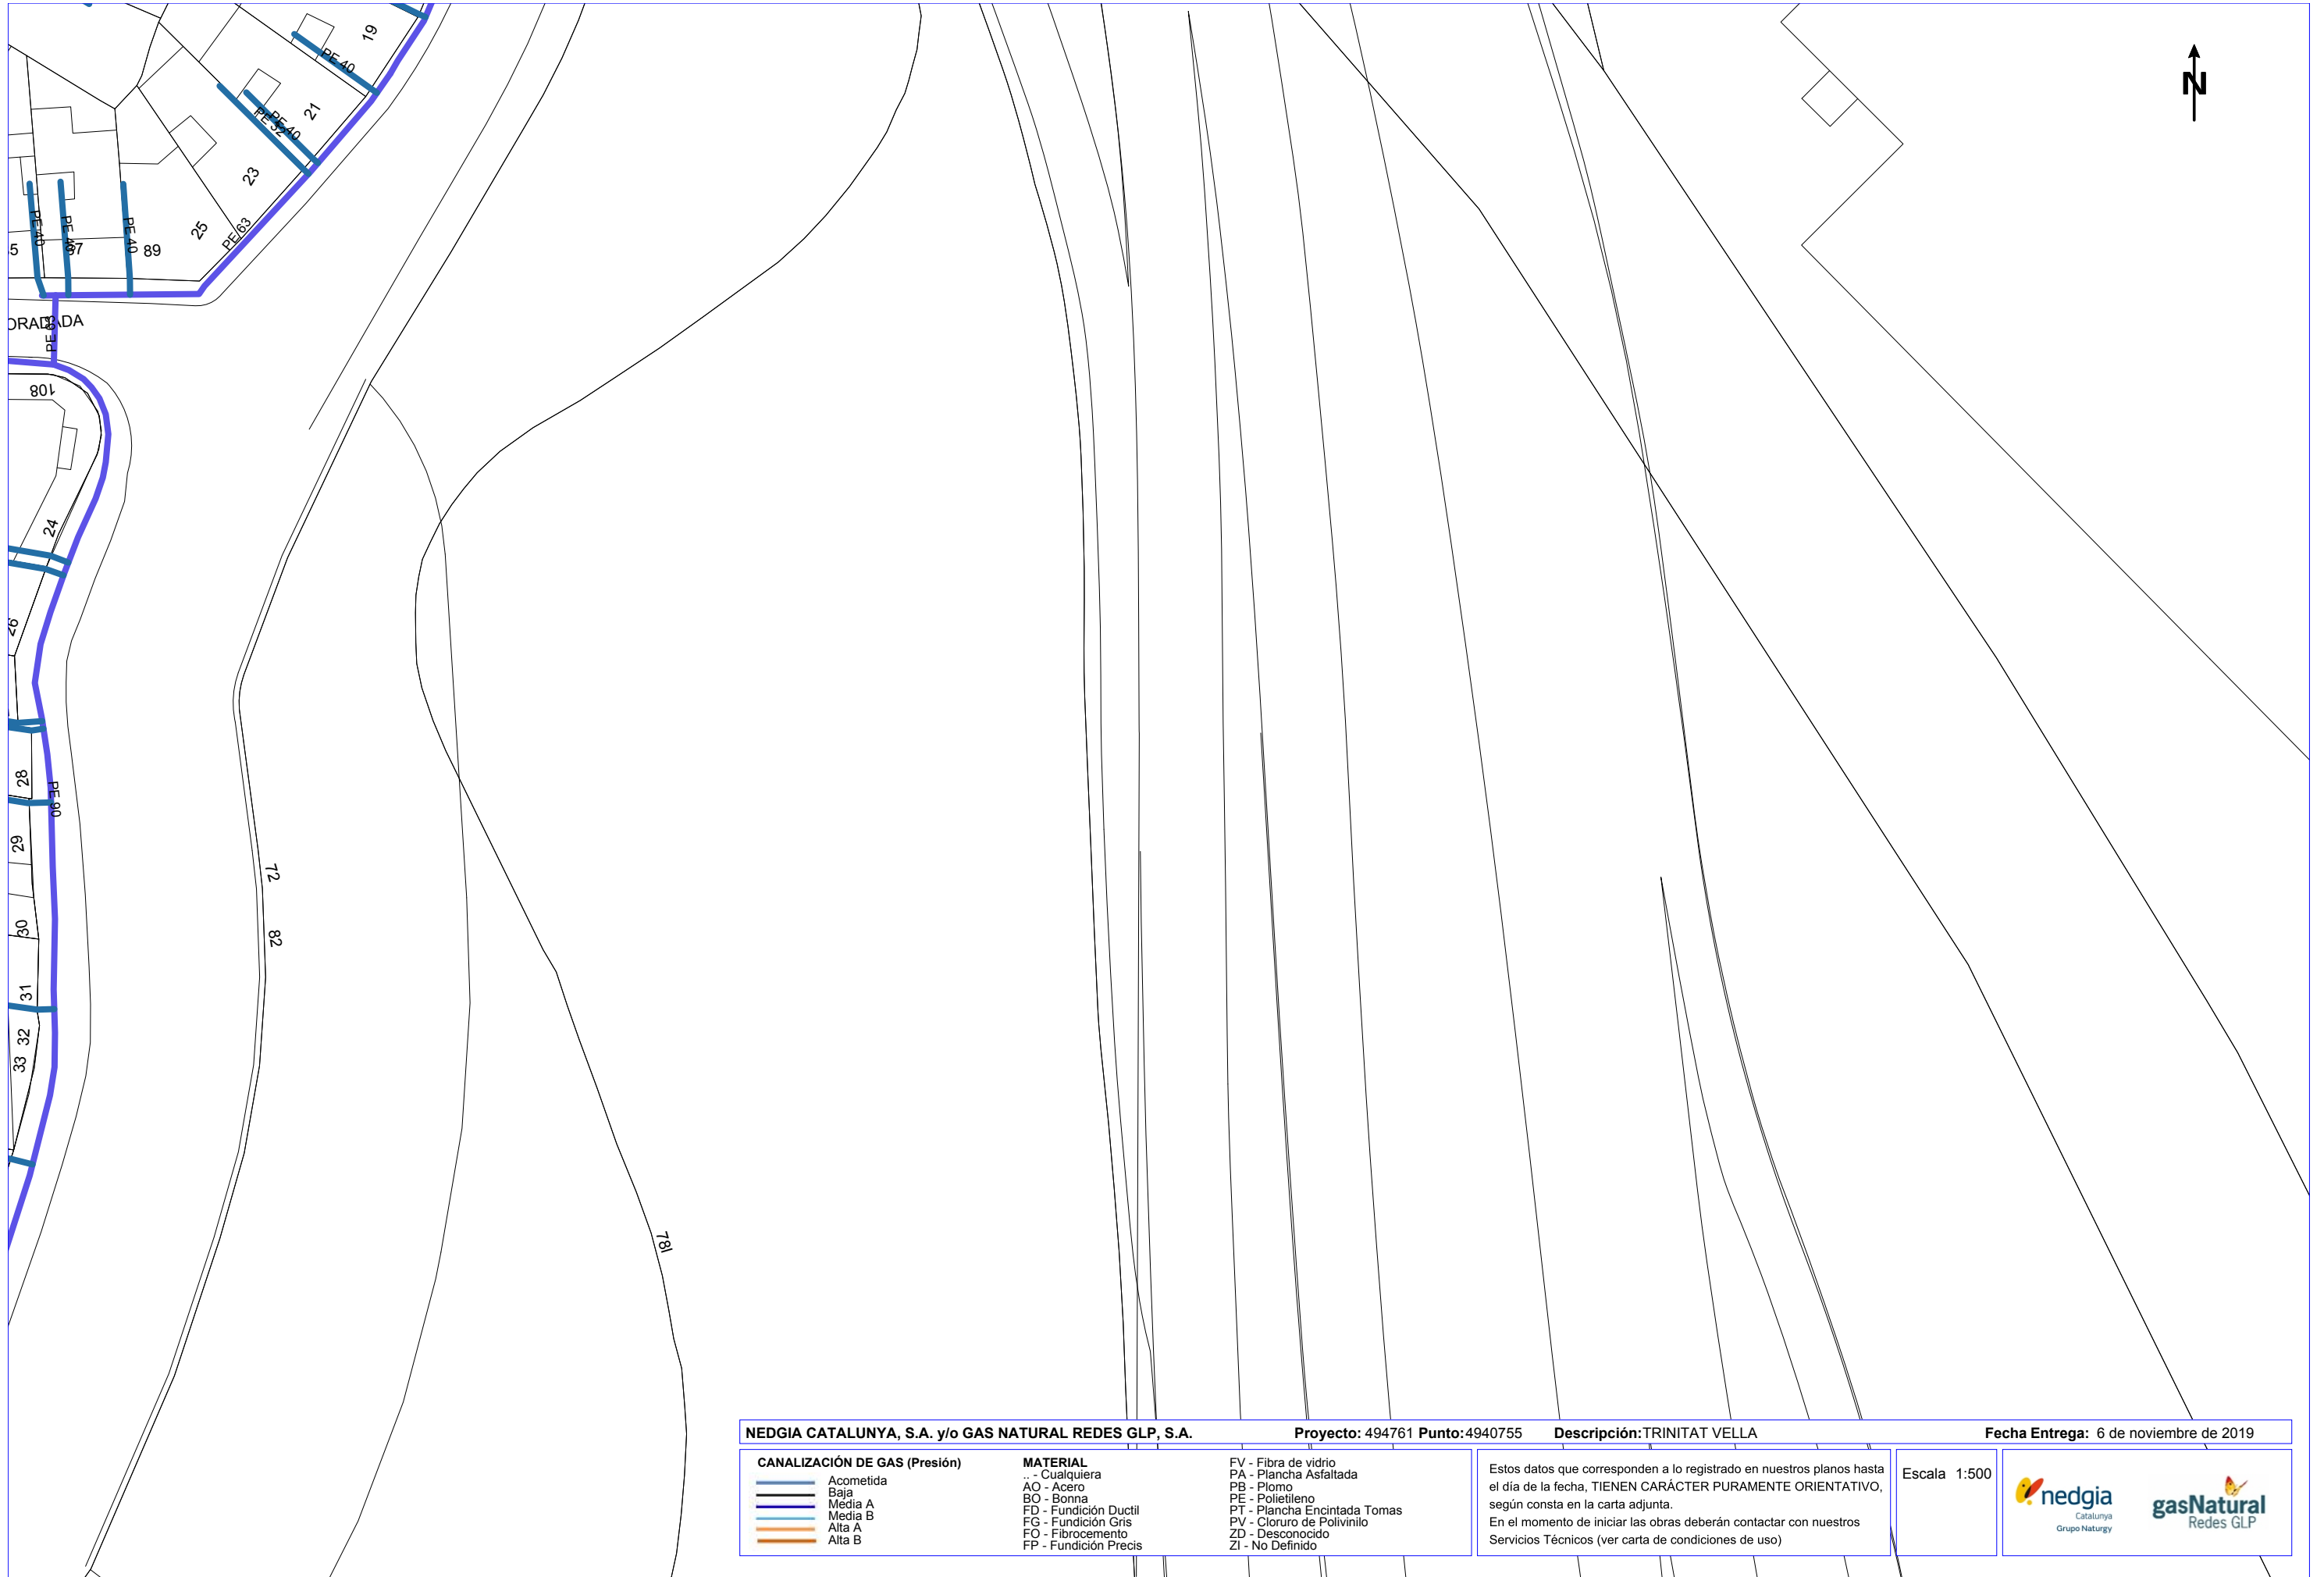 19
PE 40
N
21
PE 40
PE 32
23
25
PE 63
PE 40
PE 40
PE 40
87
89
PE 63
108
24
26
28
PE 90
29
72
30
82
31
32
33
78I
NEDGIA CATALUNYA, S.A. y/o GAS NATURAL REDES GLP, S.A. Proyecto: 494761 Punto:4940755 Descripción:TRINITAT VELLA Fecha Entrega: 6 de noviembre de 2019
CANALIZACIÓN DE GAS (Presión)
Acometida
Baja
Media A
Media B
Alta A
Alta B
MATERIAL
.. - Cualquiera
AO - Acero
BO - Bonna
FD - Fundición Ductil
FG - Fundición Gris
FO - Fibrocemento
FP - Fundición Precis
FV - Fibra de vidrio
PA - Plancha Asfaltada
PB - Plomo
PE - Polietileno
PT - Plancha Encintada Tomas
PV - Cloruro de Polivinilo
ZD - Desconocido
ZI - No Definido
Estos datos que corresponden a lo registrado en nuestros planos hasta
el día de la fecha, TIENEN CARÁCTER PURAMENTE ORIENTATIVO,
según consta en la carta adjunta.
En el momento de iniciar las obras deberán contactar con nuestros
Servicios Técnicos (ver carta de condiciones de uso)
Escala 1:500
nedgia
Catalunya
Grupo Naturgy
gasNatural
Redes GLP